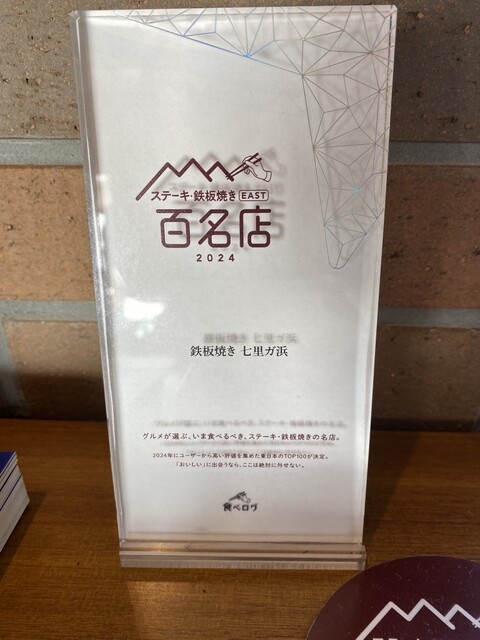 ステーキ・鉄板焼き EAST
百名店
2024
鉄板焼き 七里ガ浜
グルメが選ぶ、いま食べるべき、ステーキ・鉄板焼きの名店。
2024年にユーザーから高い評価を集めた東日本のTOP100が決定。
「おいしい」に出会うなら、ここは絶対に外せない。
食べログ